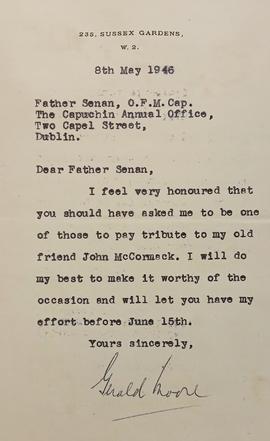 235, SUSSEX GARDENS,
W. 2.
8th May 1946
Father Senan, O.F.M. Cap.
The Capuchin Annual Office,
Two Capel Street,
Dublin.
Dear Father Senan,
I feel very honoured that
you should have asked me to be one
of those to pay tribute to my old
friend John McCormack. I will do
my best to make it worthy of the
occasion and will let you have my
effort before June 15th.
Yours sincerely,
Gerald Moore